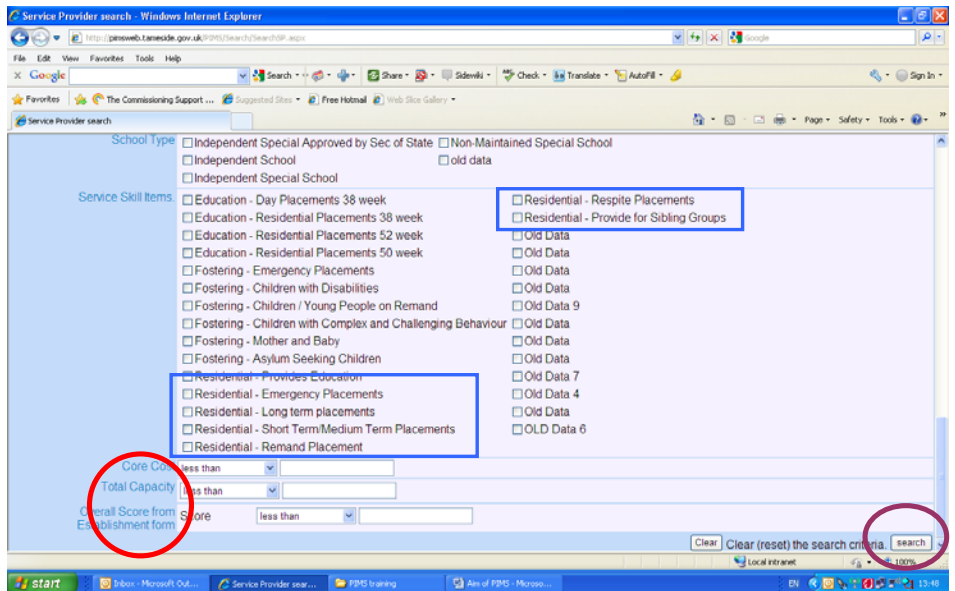 Service Provider search - Windows Internet Explorer
http://pimsweb.tameside.gov.uk/PIMS/Search/SearchSP.aspx
Google
File Edit View Favorites Tools Help
x Google Search Share Sidewiki Check Translate AutoFill Sign In
Favorites The Commissioning Support ... Suggested Sites Free Hotmail Web Slice Gallery
Service Provider search Page Safety Tools
School Type Independent Special Approved by Sec of State Non-Maintained Special School
Independent School old data
Independent Special School
Service Skill Items. Education - Day Placements 38 week Residential - Respite Placements
Education - Residential Placements 38 week Residential - Provide for Sibling Groups
Education - Residential Placements 52 week Old Data
Education - Residential Placements 50 week Old Data
Fostering - Emergency Placements Old Data
Fostering - Children with Disabilities Old Data
Fostering - Children / Young People on Remand Old Data 9
Fostering - Children with Complex and Challenging Behaviour Old Data
Fostering - Mother and Baby Old Data
Fostering - Asylum Seeking Children Old Data
Residential - Provides Education Old Data 7
Residential - Emergency Placements Old Data 4
Residential - Long term placements Old Data
Residential - Short Term/Medium Term Placements OLD Data 6
Residential - Remand Placement
Core Cost less than
Total Capacity less than
Overall Score from Establishment form Score less than
Clear Clear (reset) the search criteria. search
Local intranet 100%
start Inbox - Microsoft Out... Service Provider sear... PIMS training Aim of PIMS - Microso... EN 13:48